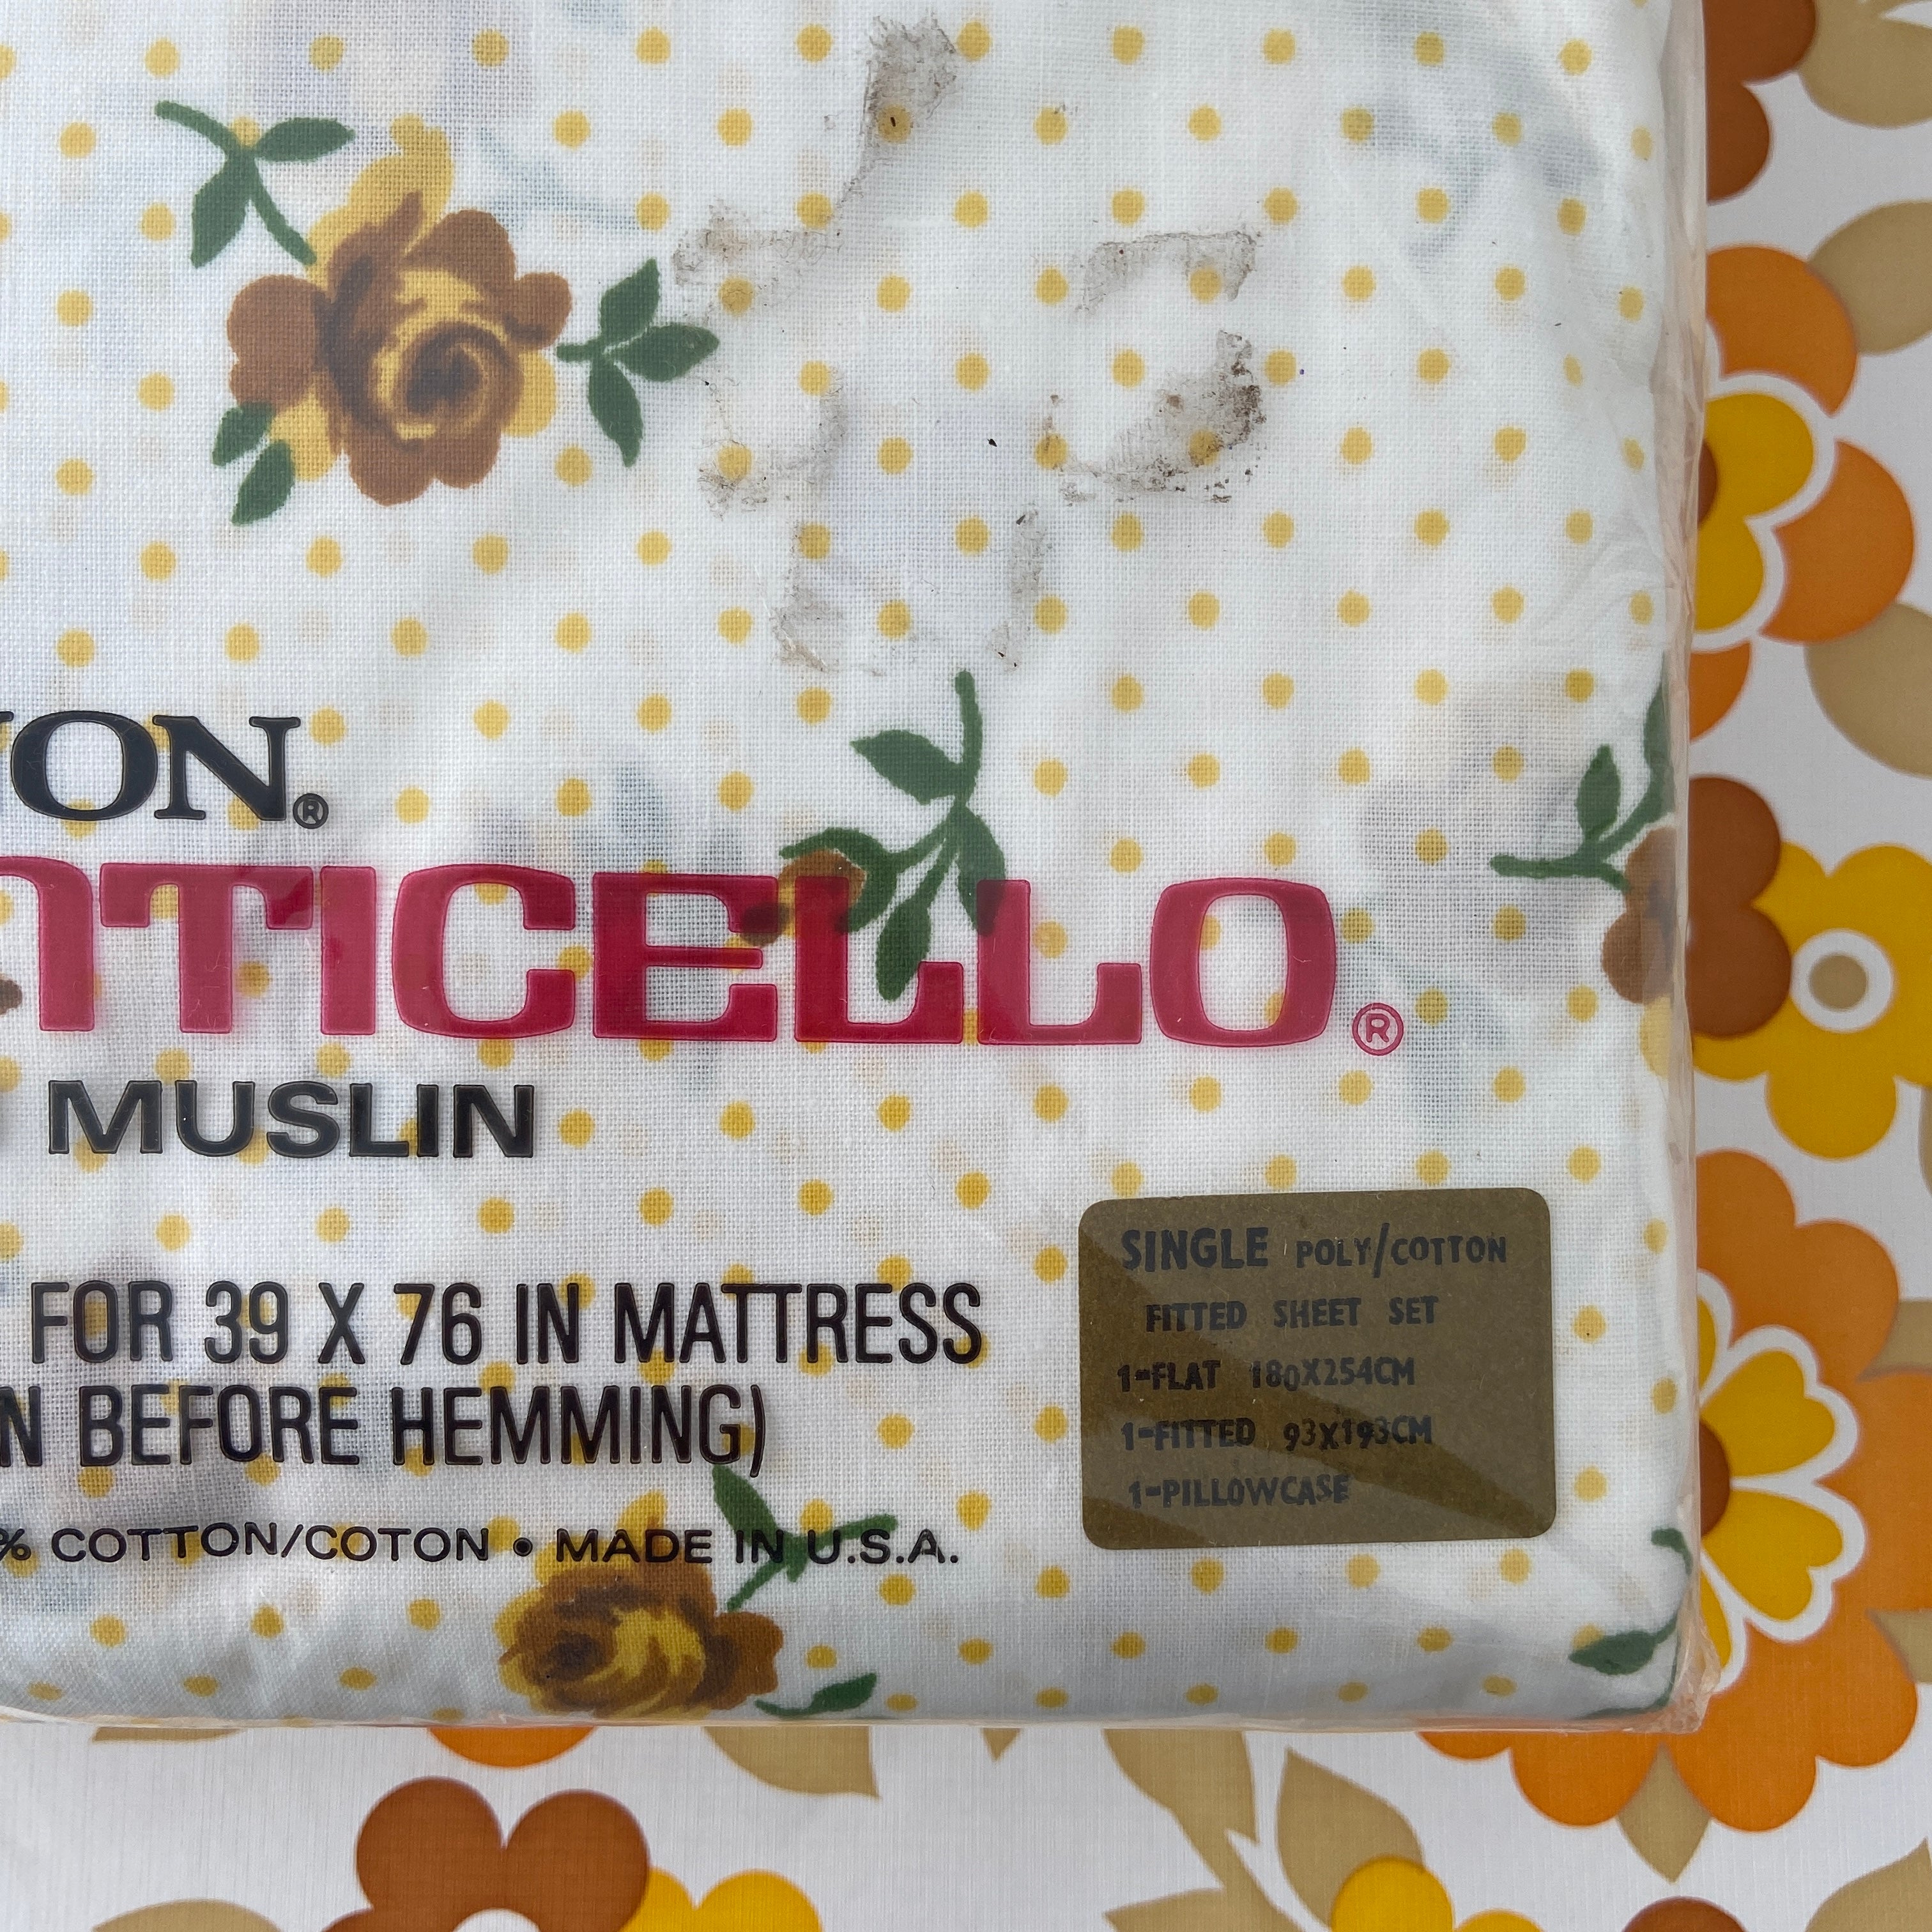 NON®
NTICELLO®
MUSLIN
FOR 39 X 76 IN MATTRESS
N BEFORE HEMMING)
% COTTON/COTON • MADE IN U.S.A.
SINGLE POLY/COTTON
FITTED SHEET SET
1-FLAT 180X254CM
1-FITTED 93X193CM
1-PILLOWCASE